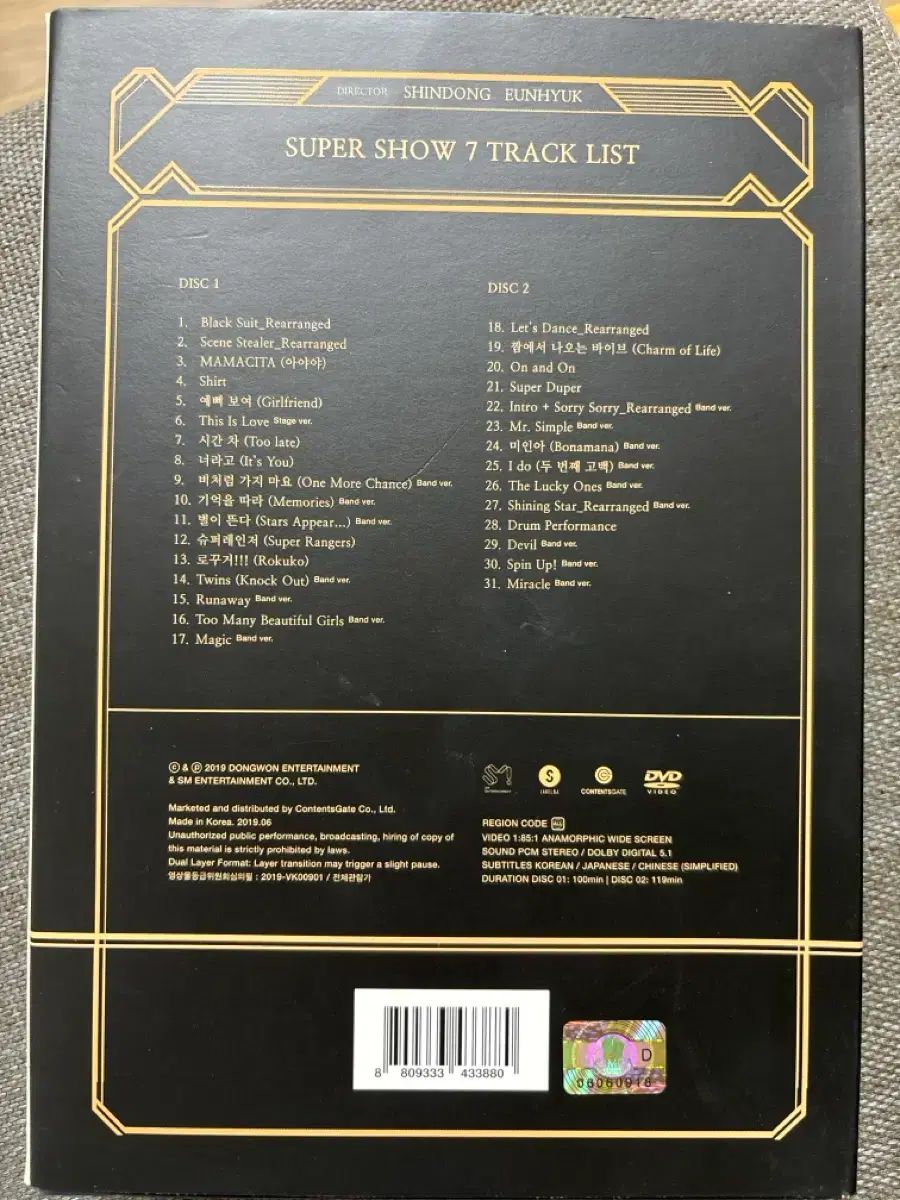 DIRECTOR SHINDONG EUNHYUK
SUPER SHOW 7 TRACK LIST
DISC 1
1. Black Suit_Rearranged
2. Scene Stealer_Rearranged
3. MAMACITA (아야야)
4. Shirt
5. 예뻐 보여 (Girlfriend)
6. This Is Love Stage ver.
7. 시간 차 (Too late)
8. 너라고 (It's You)
9. 비처럼 가지 마요 (One More Chance) Band ver.
10. 기억을 따라 (Memories) Band ver.
11. 별이 뜬다 (Stars Appear...) Band ver.
12. 슈퍼레인저 (Super Rangers)
13. 로꾸거!!! (Rokuko)
14. Twins (Knock Out) Band ver.
15. Runaway Band ver.
16. Too Many Beautiful Girls Band ver.
17. Magic Band ver.
DISC 2
18. Let's Dance_Rearranged
19. 깜에서 나오는 바이브 (Charm of Life)
20. On and On
21. Super Duper
22. Intro + Sorry Sorry_Rearranged Band ver.
23. Mr. Simple Band ver.
24. 미인아 (Bonamana) Band ver.
25. I do (두 번째 고백) Band ver.
26. The Lucky Ones Band ver.
27. Shining Star_Rearranged Band ver.
28. Drum Performance
29. Devil Band ver.
30. Spin Up! Band ver.
31. Miracle Band ver.
ⓒ & ⓟ 2019 DONGWON ENTERTAINMENT
& SM ENTERTAINMENT CO., LTD.
Marketed and distributed by ContentsGate Co., Ltd.
Made in Korea. 2019.06
Unauthorized public performance, broadcasting, hiring of copy of
this material is strictly prohibited by laws.
Dual Layer Format: Layer transition may trigger a slight pause.
영상물등급위원회심의필 : 2019-VK00901 / 전체관람가
SM ENTERTAINMENT
S LABEL SJ
CONTENTSGATE
DVD VIDEO
REGION CODE ALL
VIDEO 1:85:1 ANAMORPHIC WIDE SCREEN
SOUND PCM STEREO / DOLBY DIGITAL 5.1
SUBTITLES KOREAN / JAPANESE / CHINESE (SIMPLIFIED)
DURATION DISC 01: 100min | DISC 02: 119min
8 809333 433880
D
06060918